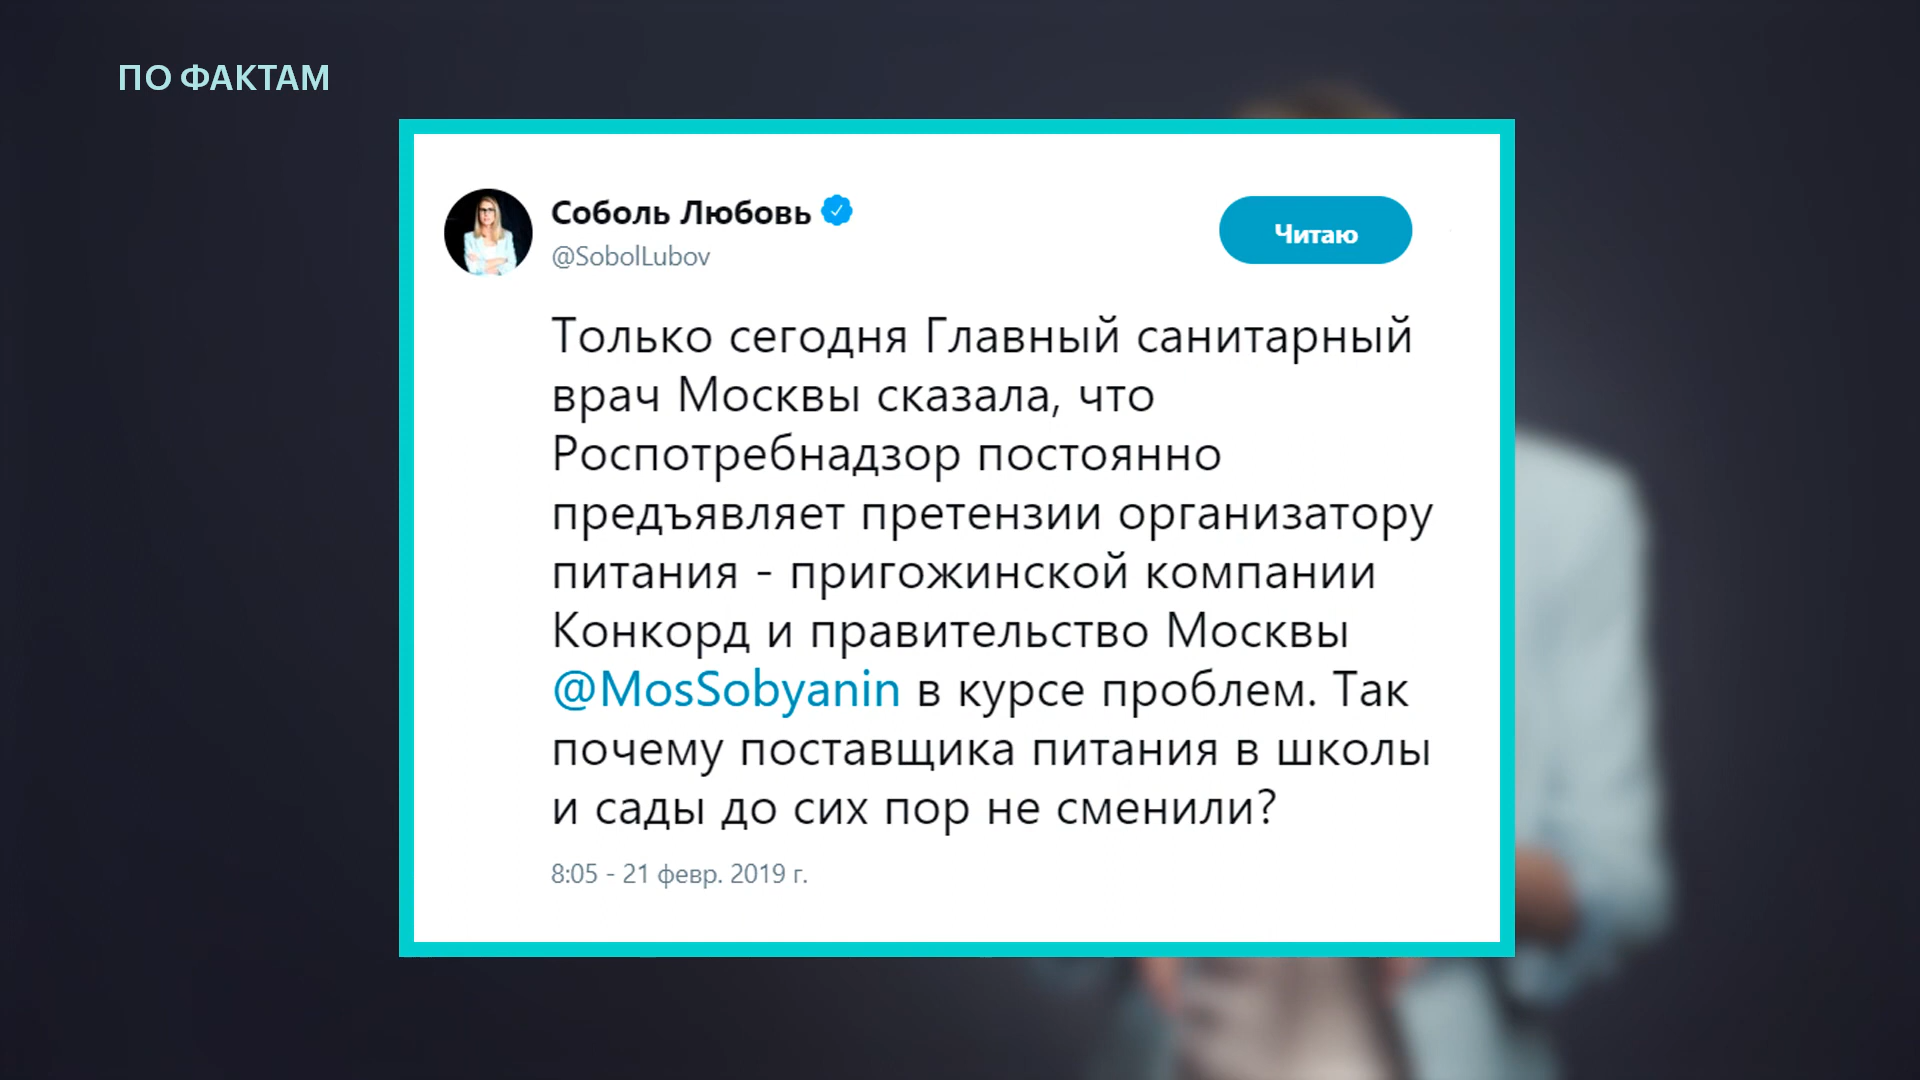 ПО ФАКТАМ
Соболь Любовь
@SobolLubov
Читаю
Только сегодня Главный санитарный
врач Москвы сказала, что
Роспотребнадзор постоянно
предъявляет претензии организатору
питания - пригожинской компании
Конкорд и правительство Москвы
@MosSobyanin в курсе проблем. Так
почему поставщика питания в школы
и сады до сих пор не сменили?
8:05 - 21 февр. 2019 г.